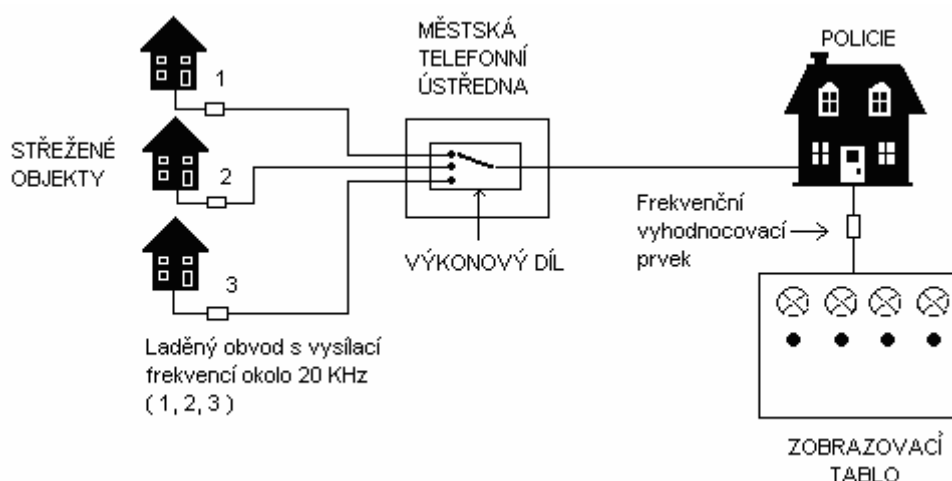 MĚSTSKÁ
TELEFONNÍ
ÚSTŘEDNA
POLICIE
STŘEŽENÉ
OBJEKTY
1
2
3
VÝKONOVÝ DÍL
Frekvenční
vyhodnocovací
prvek
Laděný obvod s vysílací
frekvencí okolo 20 KHz
( 1, 2, 3 )
ZOBRAZOVACÍ
TABLO